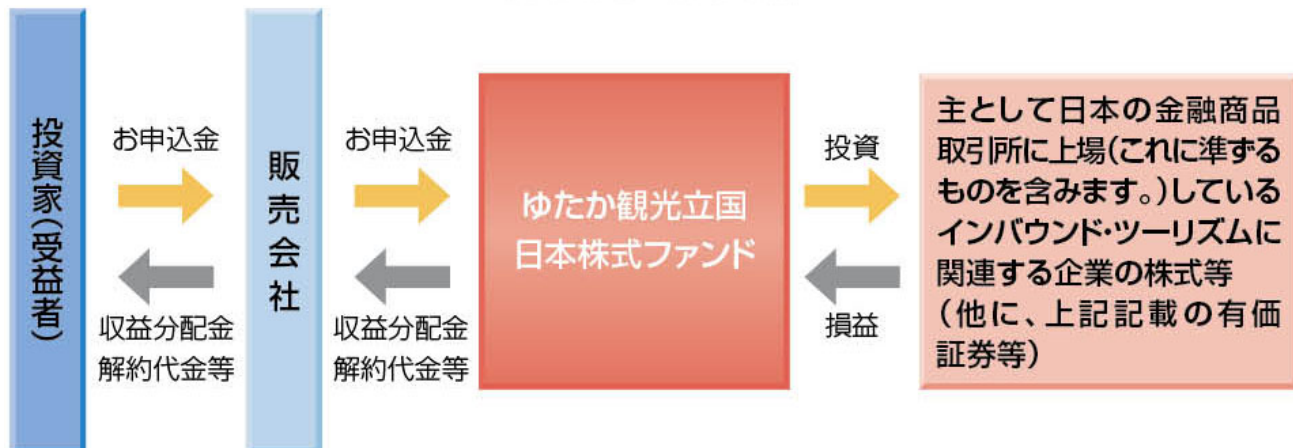 投資家(受益者)
お申込金
収益分配金
解約代金等
販売会社
お申込金
収益分配金
解約代金等
ゆたか観光立国
日本株式ファンド
投資
損益
主として日本の金融商品
取引所に上場(これに準ずる
ものを含みます。)している
インバウンド・ツーリズムに
関連する企業の株式等
(他に、上記記載の有価
証券等)